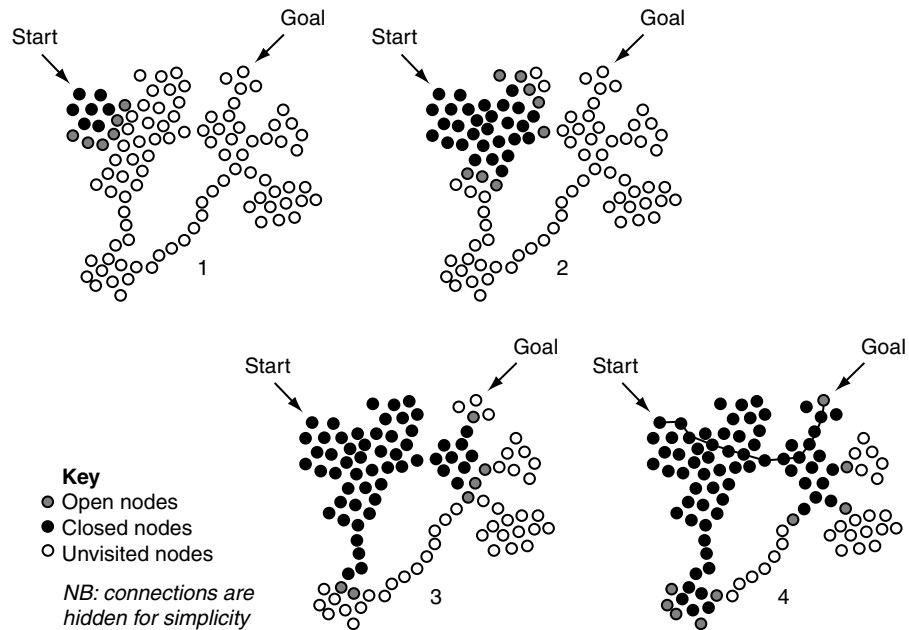 Goal
Start
Goal
Start
1
2
Goal
Start
Goal
Start
Key
Open nodes
Closed nodes
Unvisited nodes
NB: connections are
hidden for simplicity
3
4